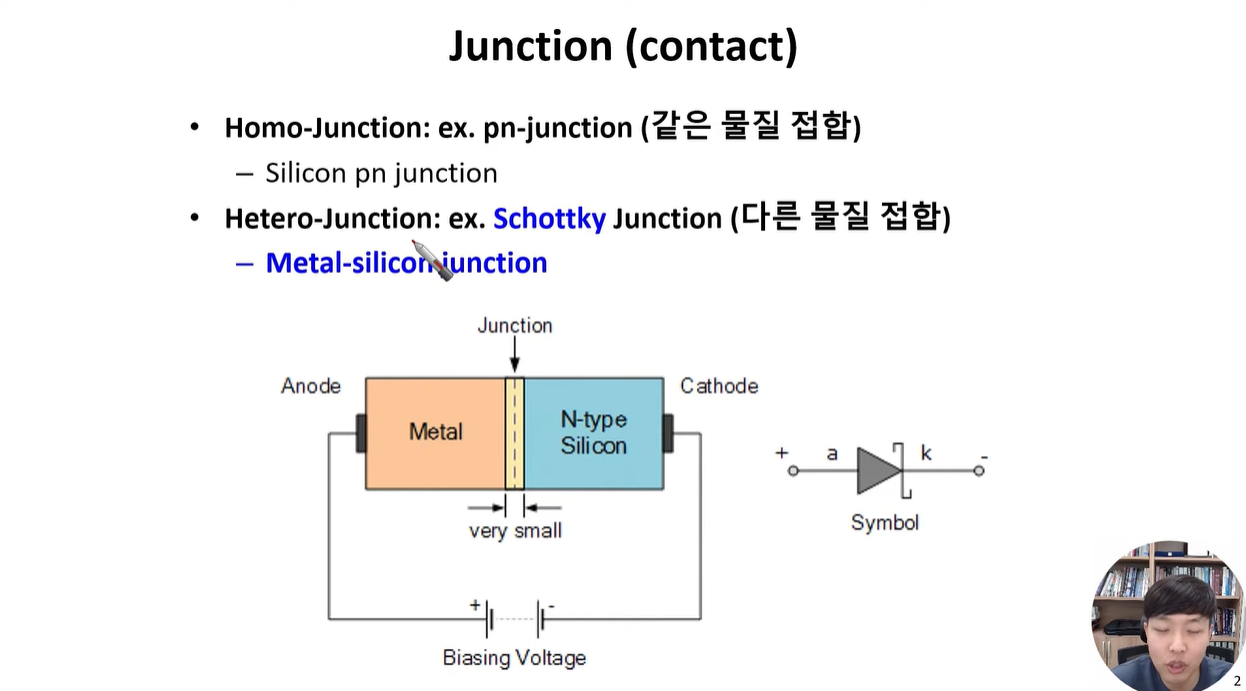 Junction (contact)
• Homo-Junction: ex. pn-junction (같은 물질 접합)
– Silicon pn junction
• Hetero-Junction: ex. Schottky Junction (다른 물질 접합)
– Metal-silicon junction
Junction
Anode
Cathode
Metal
N-type
Silicon
+ a k -
very small
Symbol
+ -
Biasing Voltage
2